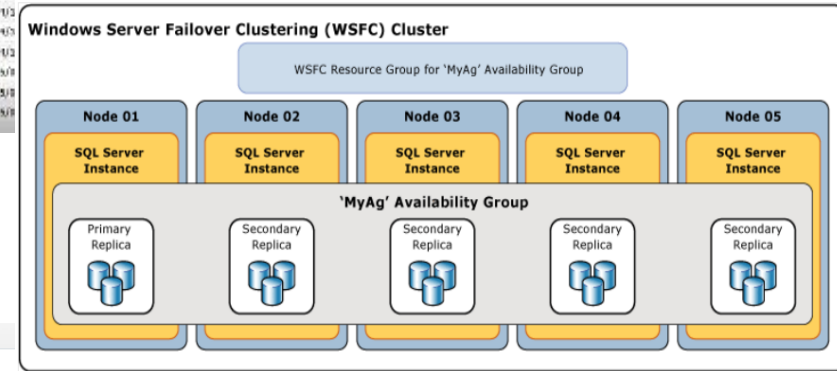 Windows Server Failover Clustering (WSFC) Cluster
WSFC Resource Group for 'MyAg' Availability Group
Node 01
Node 02
Node 03
Node 04
Node 05
SQL Server
Instance
SQL Server
Instance
SQL Server
Instance
SQL Server
Instance
SQL Server
Instance
'MyAg' Availability Group
Primary
Replica
Secondary
Replica
Secondary
Replica
Secondary
Replica
Secondary
Replica